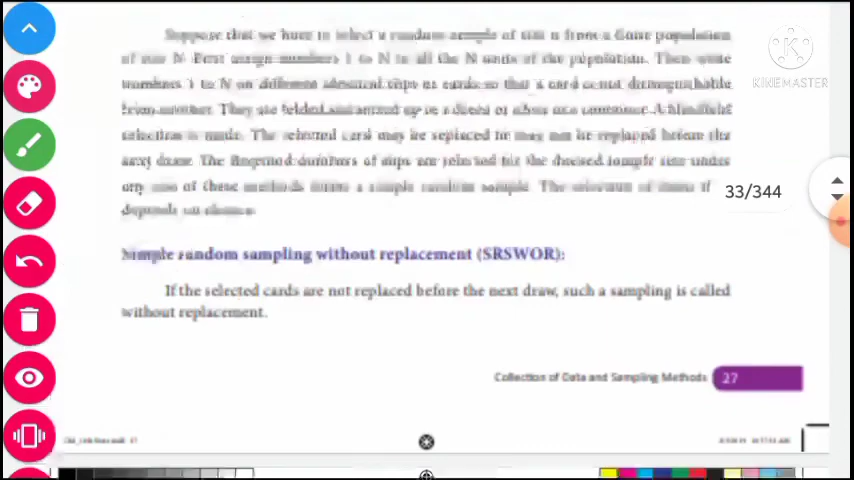 Suppose that we have to select a random sample of size n from a finite population
of size N. First assign numbers 1 to N to all the N units of the population. Then write
numbers 1 to N on different identical slips or cards so that a card is not distinguishable
from another. They are folded and mixed up in a drum or a box or a container. A blindfold
selection is made. The selected card may be replaced or may not be replaced before the
next draw. The Required numbers of slips are selected for the desired sample size under
any one of these methods forms a simple random sample. The selection of items
depends on chance.
33/344
Simple random sampling without replacement (SRSWOR):
If the selected cards are not replaced before the next draw, such a sampling is called
without replacement.
Collection of Data and Sampling Methods 27
K
KINEMASTER